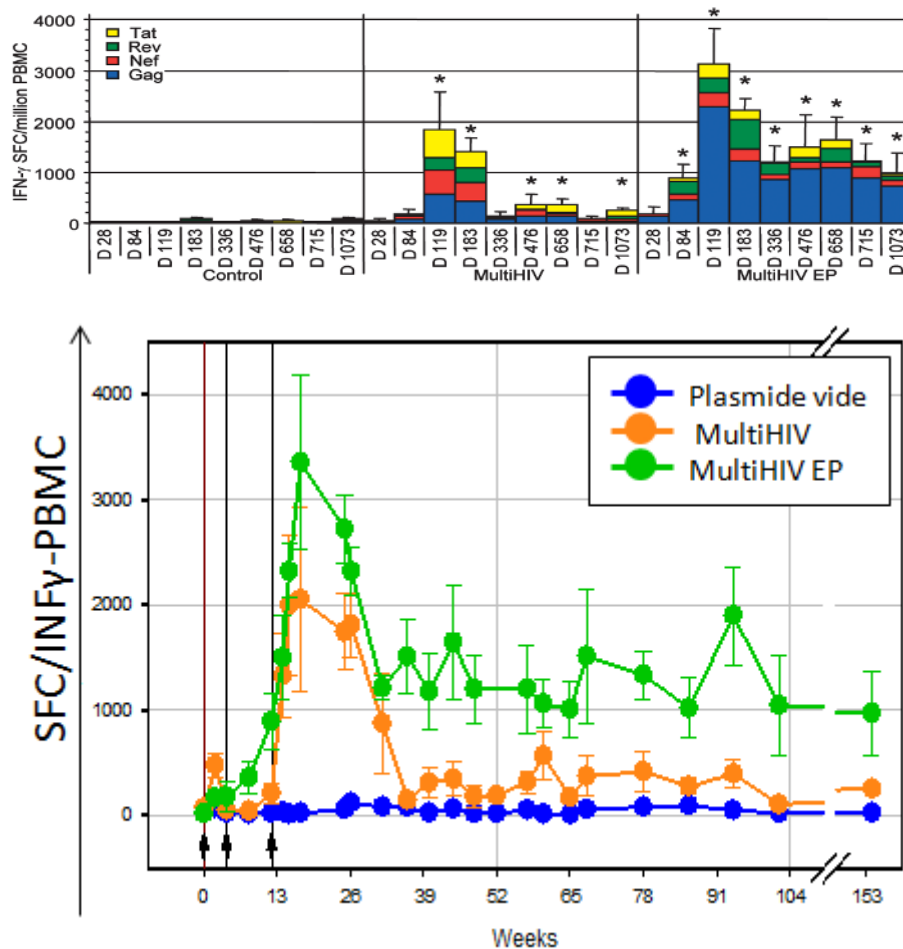 IFN-γ SFC/million PBMC
4000
3000
2000
1000
0
Tat
Rev
Nef
Gag
* * * * * * * * * * * * *
D 28 D 84 D 119 D 183 D 336 D 476 D 658 D 715 D 1073 D 28 D 84 D 119 D 183 D 336 D 476 D 658 D 715 D 1073 D 28 D 84 D 119 D 183 D 336 D 476 D 658 D 715 D 1073
Control MultiHIV MultiHIV EP
SFC/INFγ-PBMC
4000
3000
2000
1000
0
Plasmide vide
MultiHIV
MultiHIV EP
0 13 26 39 52 65 78 91 104 153
Weeks